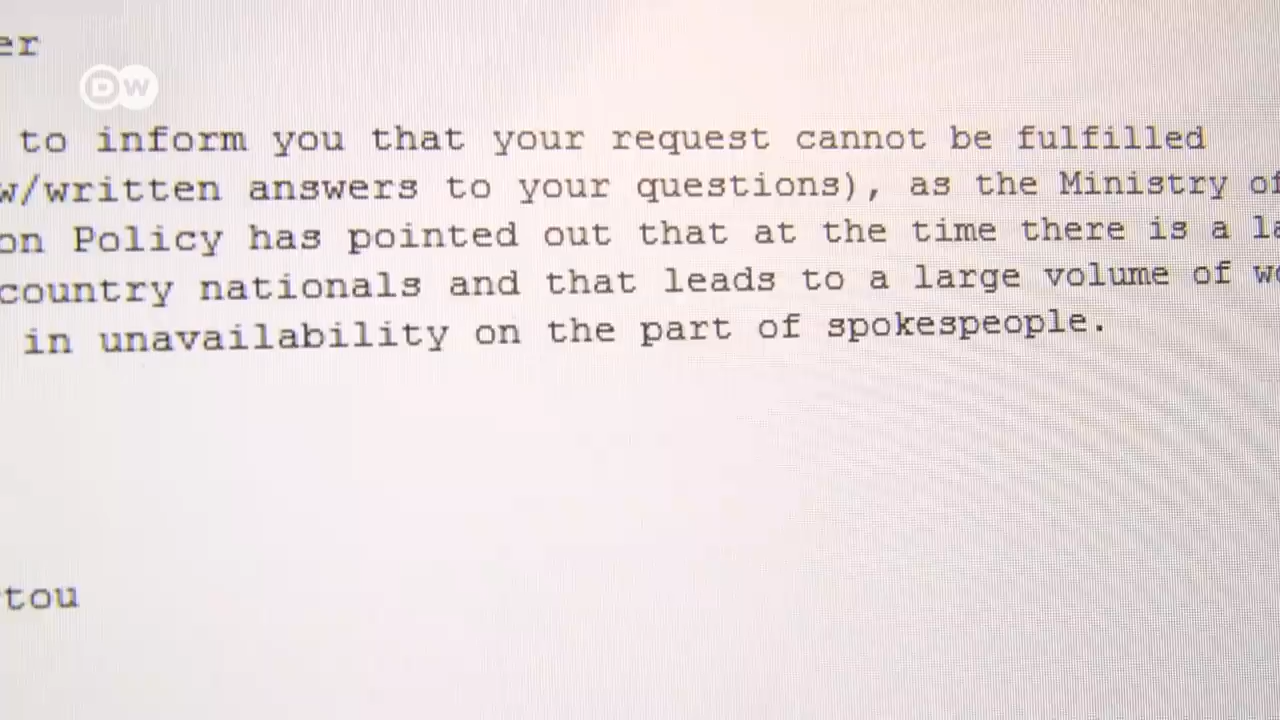 er
DW
to inform you that your request cannot be fulfilled
w/written answers to your questions), as the Ministry of
on Policy has pointed out that at the time there is a la
country nationals and that leads to a large volume of w
in unavailability on the part of spokespeople.
tou